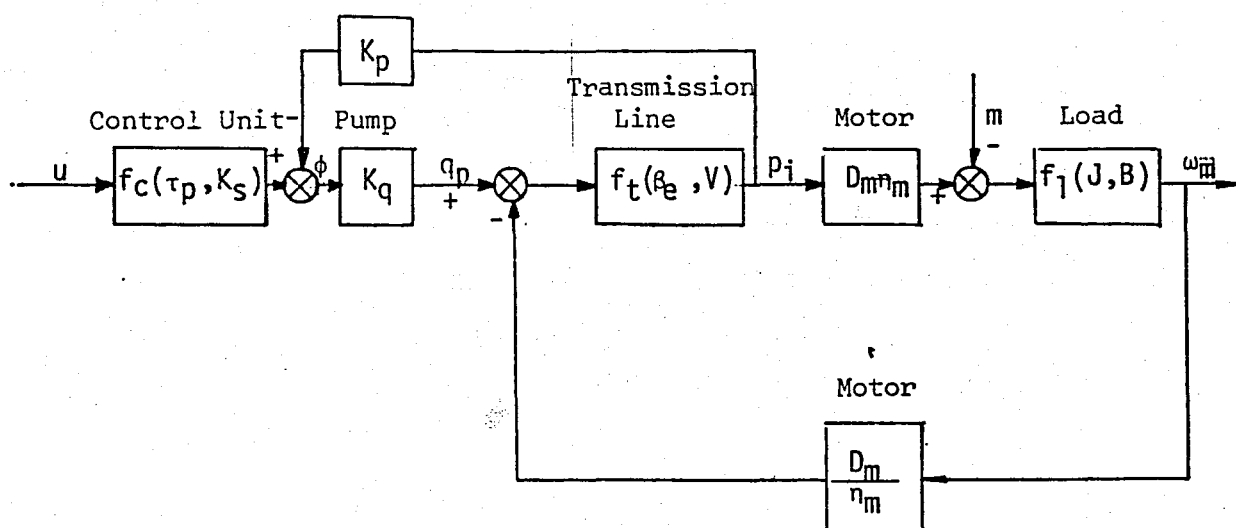 Kp
Transmission
Line
Control Unit
-
Pump
Motor
m
-
Load
u
fc(τp, Ks)
+
ϕ
Kq
qp
+
-
ft(βe, V)
pi
Dmηm
+
fl(J, B)
ωm
Motor
Dm
ηm